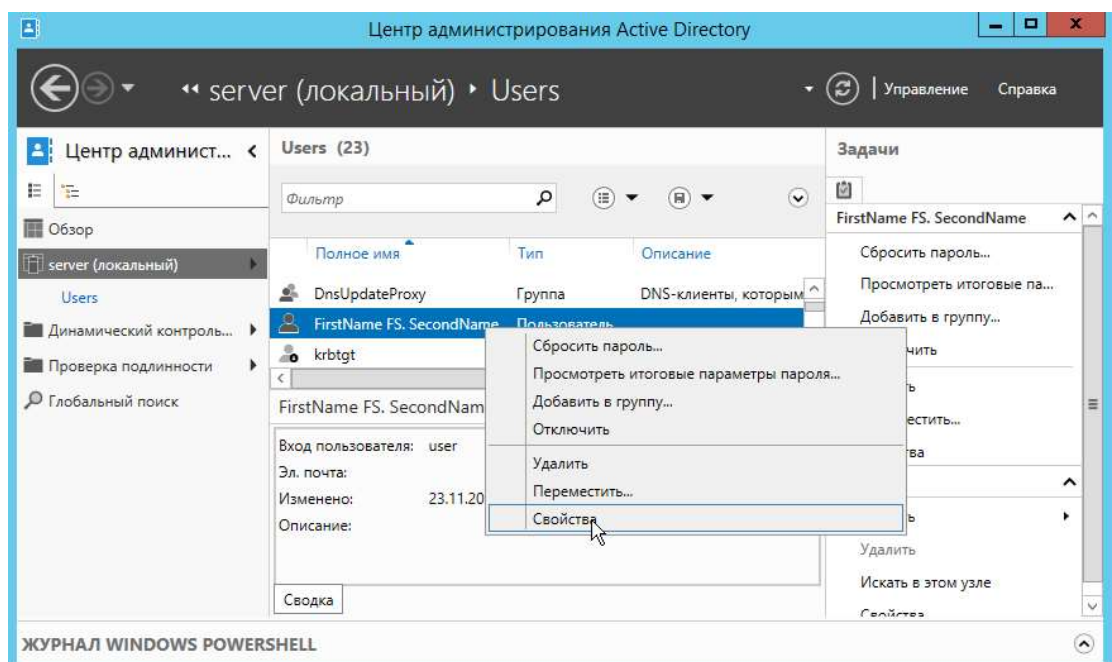 Центр администрирования Active Directory
server (локальный) Users
Управление Справка
Центр админист...
Обзор
server (локальный)
Users
Динамический контроль...
Проверка подлинности
Глобальный поиск
Users (23)
Фильтр
Полное имя Тип Описание
DnsUpdateProxy Группа DNS-клиенты, которым
FirstName FS. SecondName Пользователь
krbtgt
FirstName FS. SecondNam
Вход пользователя: user
Эл. почта:
Изменено: 23.11.20
Описание:
Сводка
Сбросить пароль...
Просмотреть итоговые параметры пароля...
Добавить в группу...
Отключить
Удалить
Переместить...
Свойства
Задачи
FirstName FS. SecondName
Сбросить пароль...
Просмотреть итоговые па...
Добавить в группу...
чить
ь
естить...
ва
ь
Удалить
Искать в этом узле
Свойства
ЖУРНАЛ WINDOWS POWERSHELL